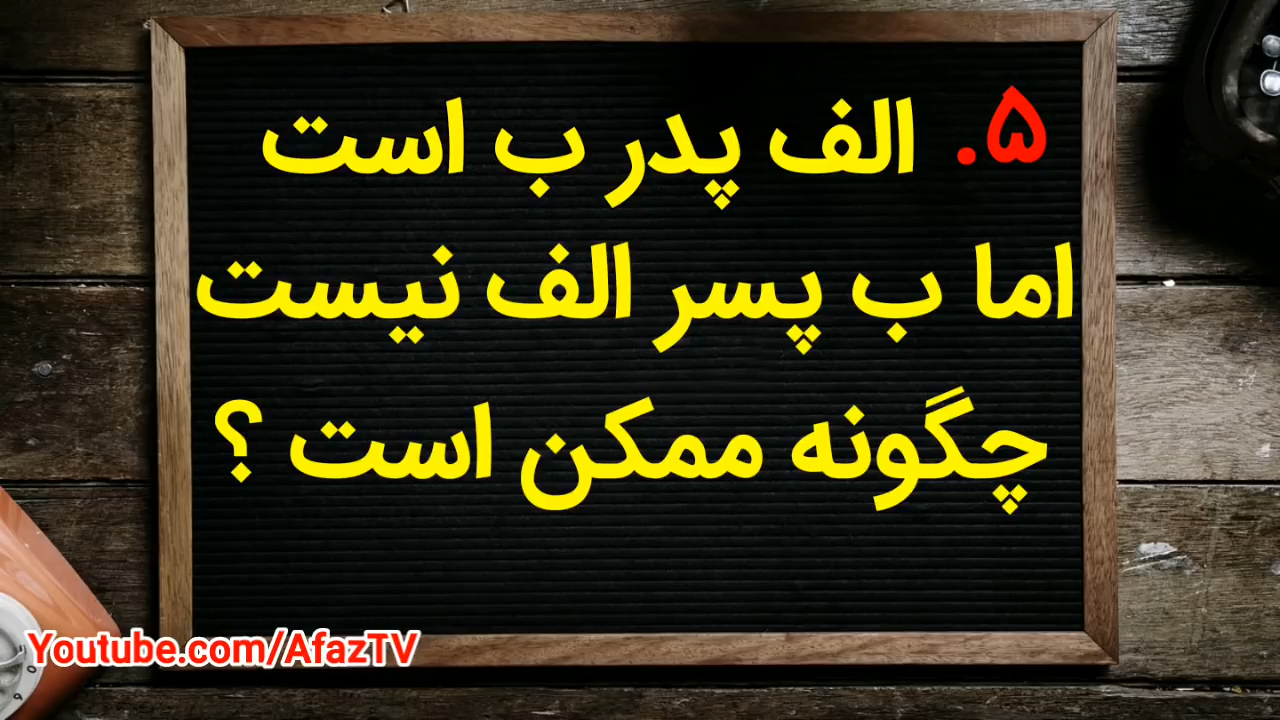 ۵. الف پدر ب است
اما ب پسر الف نیست
چگونه ممکن است ؟
Youtube.com/AfazTV